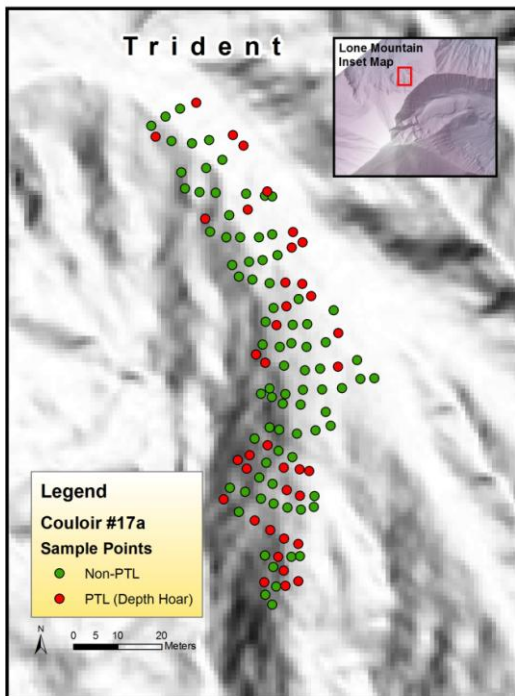 Trident
Lone Mountain
Inset Map
Legend
Couloir #17a
Sample Points
Non-PTL
PTL (Depth Hoar)
N
0 5 10 20
Meters